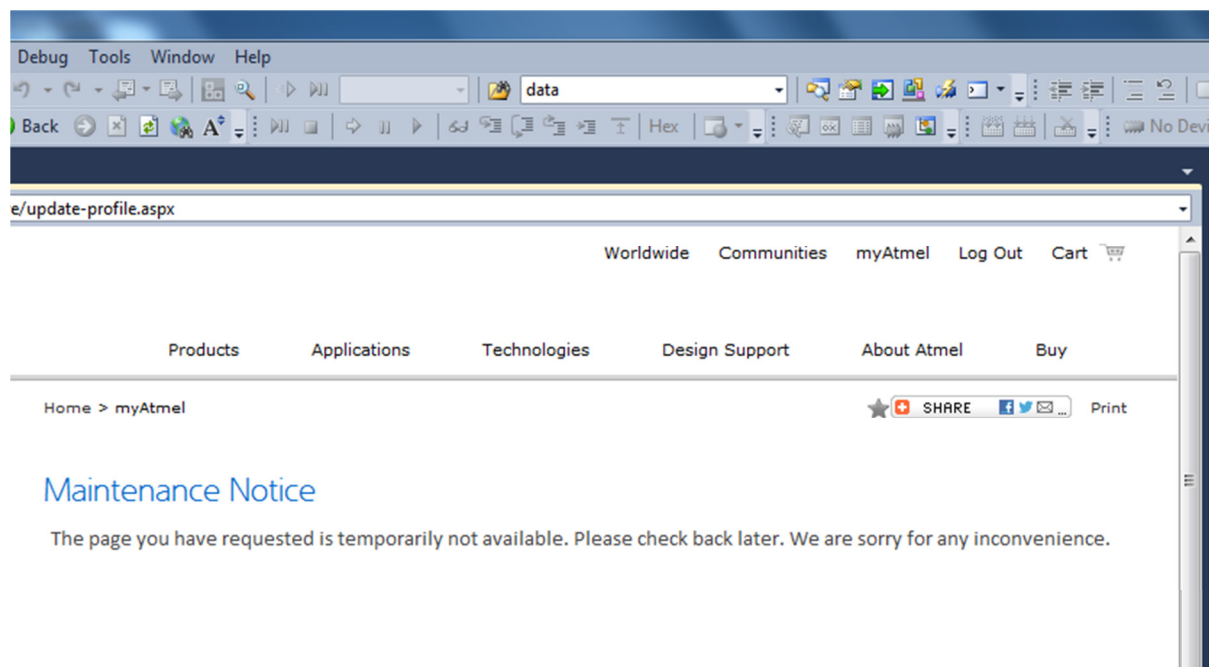 Debug Tools Window Help
data
Back A Hex No Devi
e/update-profile.aspx
Worldwide Communities myAtmel Log Out Cart
Products Applications Technologies Design Support About Atmel Buy
Home > myAtmel SHARE ... Print
Maintenance Notice
The page you have requested is temporarily not available. Please check back later. We are sorry for any inconvenience.